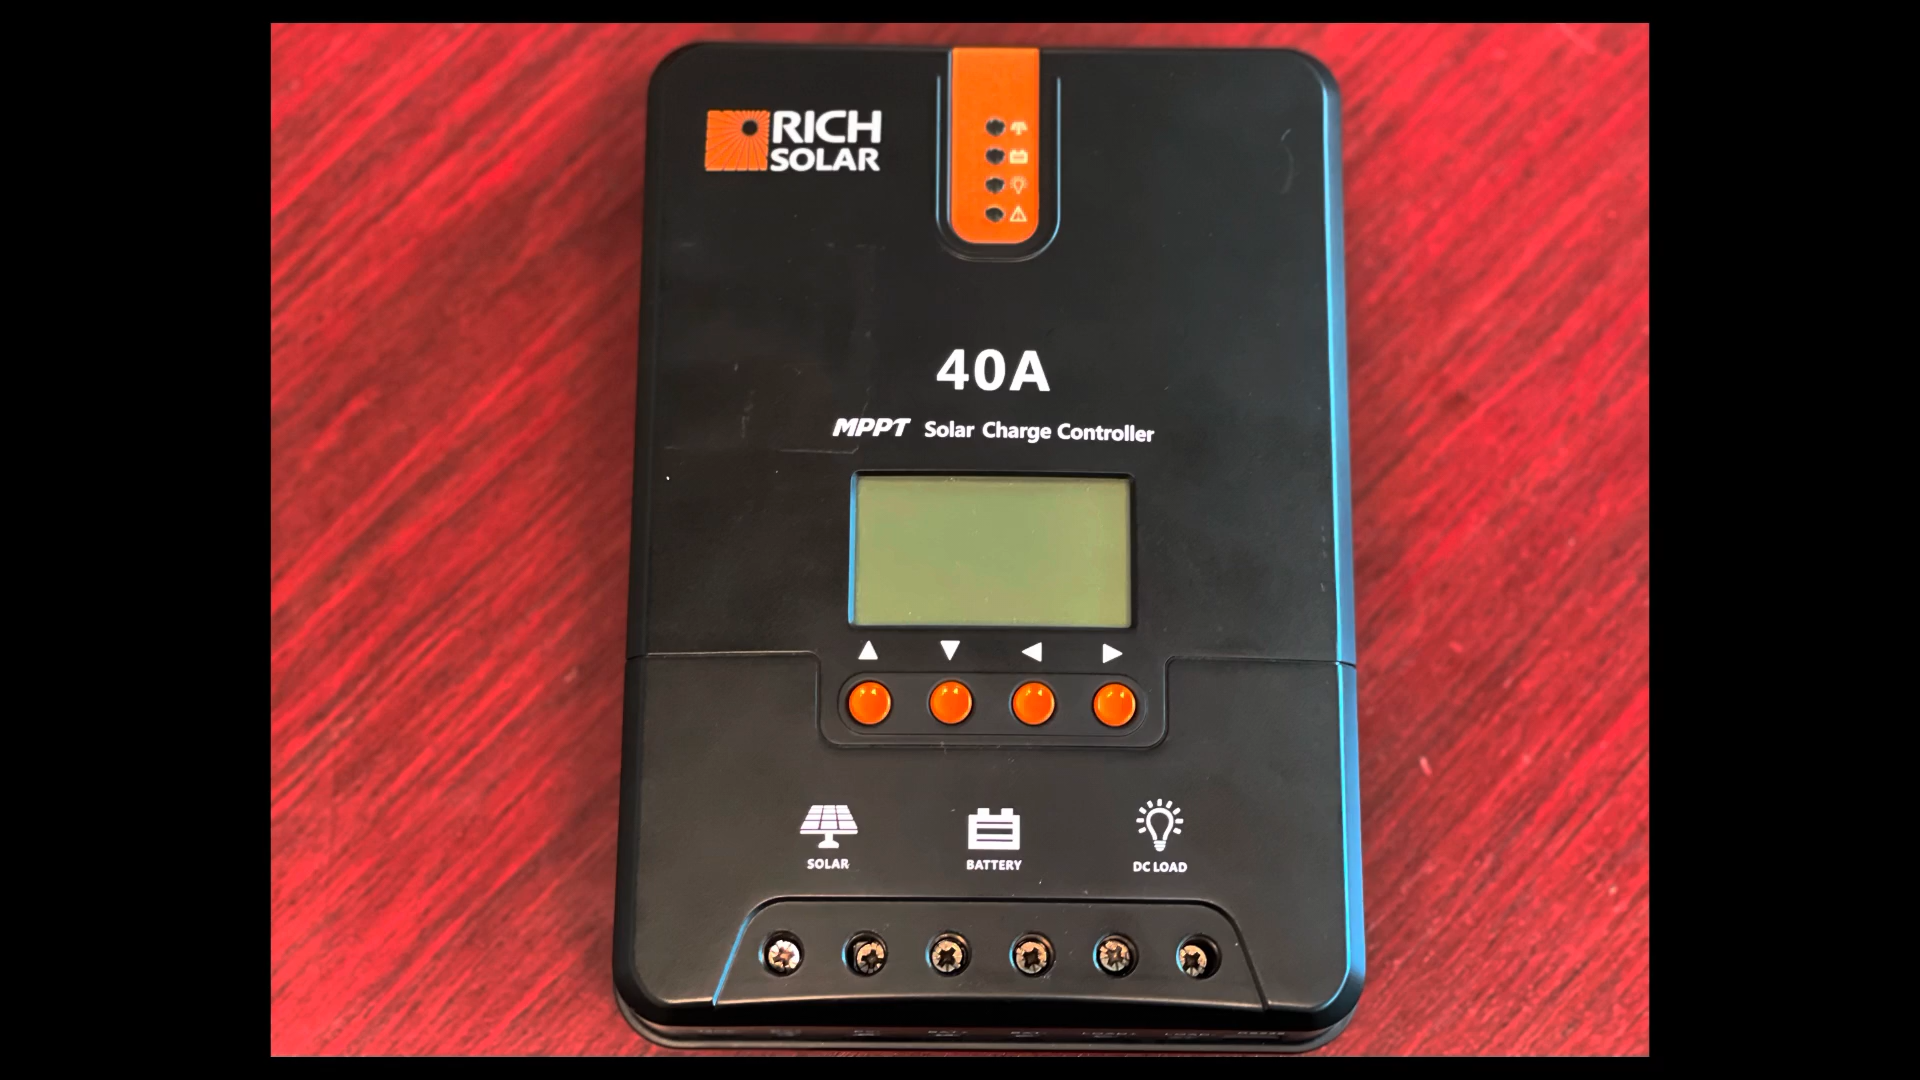 RICH
SOLAR
40A
MPPT Solar Charge Controller
SOLAR
BATTERY
DC LOAD